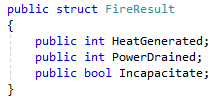 public struct FireResult
{
    public int HeatGenerated;
    public int PowerDrained;
    public bool Incapacitate;
}